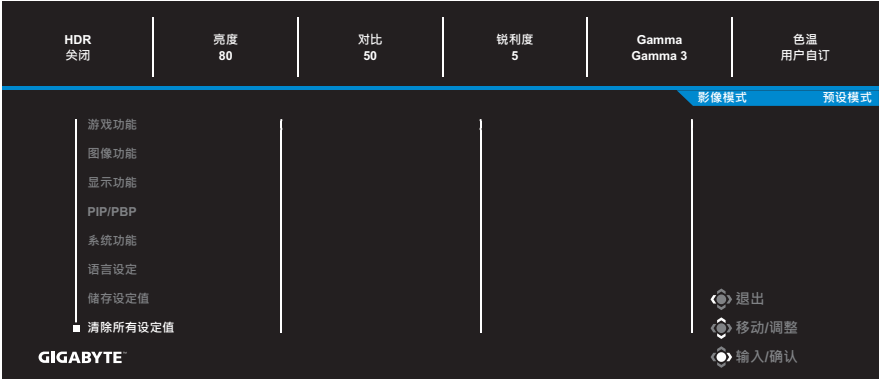 HDR
关闭
亮度
80
对比
50
锐利度
5
Gamma
Gamma 3
色温
用户自订
影像模式 预设模式
游戏功能
图像功能
显示功能
PIP/PBP
系统功能
语言设定
储存设定值
清除所有设定值
退出
移动/调整
输入/确认
GIGABYTE™